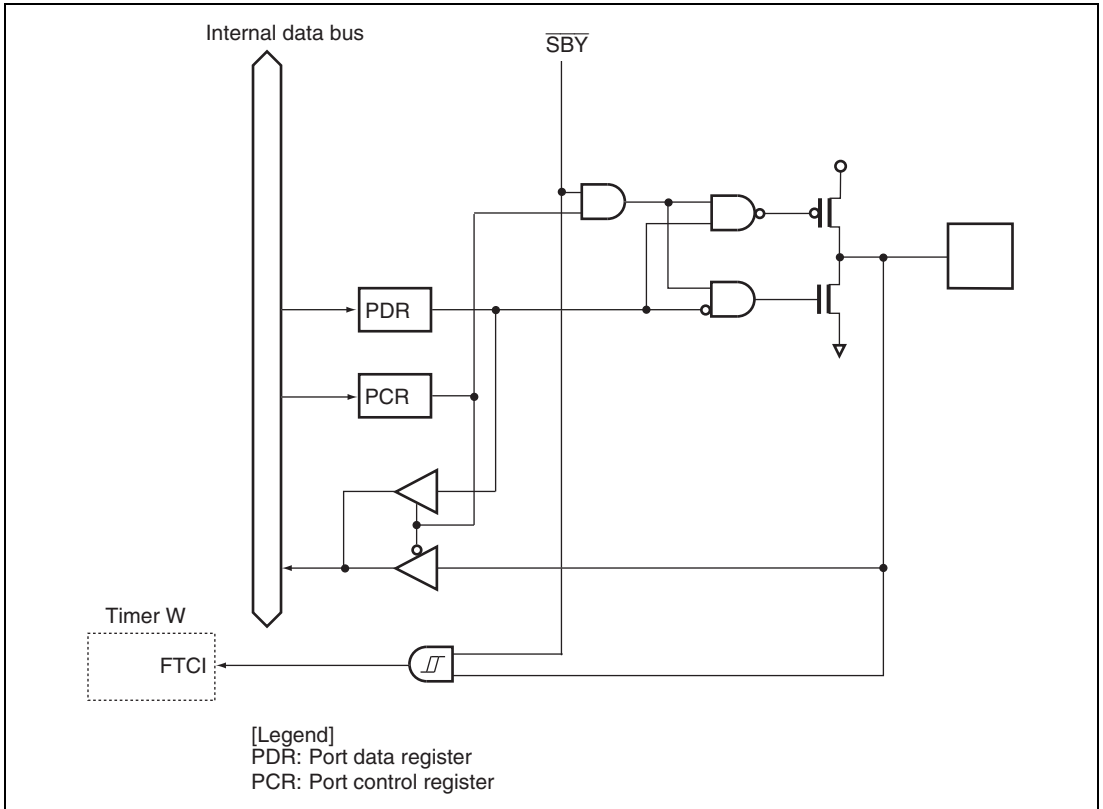 Internal data bus
SBY
PDR
PCR
Timer W
FTCI
[Legend]
PDR: Port data register
PCR: Port control register